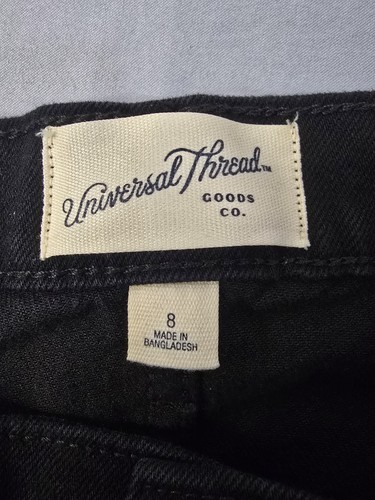 Universal Thread™
GOODS
CO.
8
MADE IN
BANGLADESH